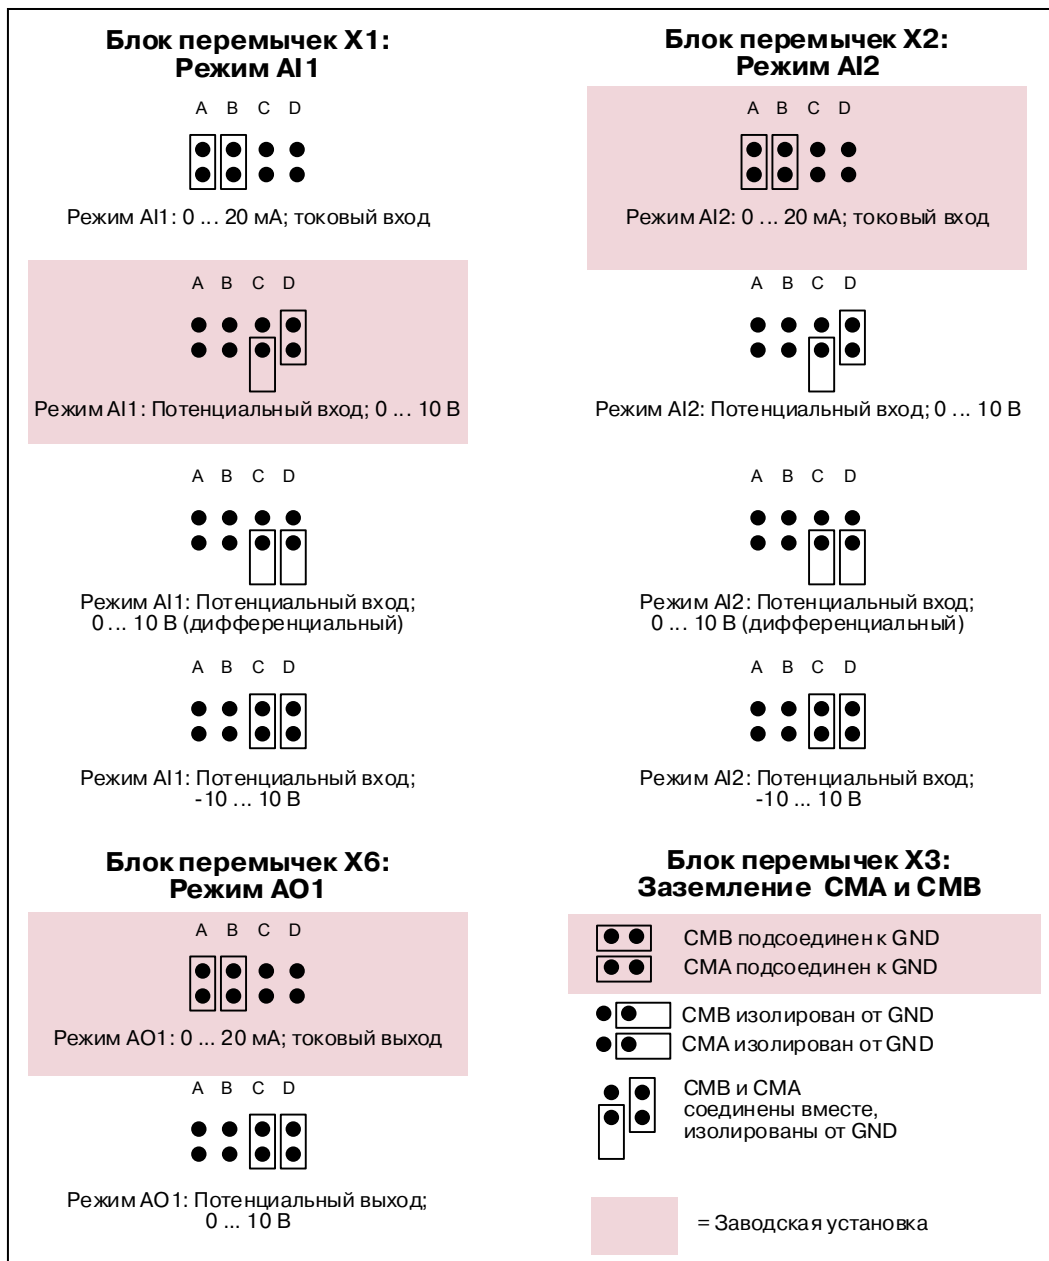 Блок перемычек X1:
Режим AI1
A B C D
Режим AI1: 0 ... 20 мА; токовый вход
A B C D
Режим AI1: Потенциальный вход; 0 ... 10 В
A B C D
Режим AI1: Потенциальный вход;
0 ... 10 В (дифференциальный)
A B C D
Режим AI1: Потенциальный вход;
-10 ... 10 В
Блок перемычек X2:
Режим AI2
A B C D
Режим AI2: 0 ... 20 мА; токовый вход
A B C D
Режим AI2: Потенциальный вход; 0 ... 10 В
A B C D
Режим AI2: Потенциальный вход;
0 ... 10 В (дифференциальный)
A B C D
Режим AI2: Потенциальный вход;
-10 ... 10 В
Блок перемычек X6:
Режим AO1
A B C D
Режим AO1: 0 ... 20 мА; токовый выход
A B C D
Режим AO1: Потенциальный выход;
0 ... 10 В
Блок перемычек X3:
Заземление CMA и CMB
CMB подсоединен к GND
CMA подсоединен к GND
CMB изолирован от GND
CMA изолирован от GND
CMB и CMA
соединены вместе,
изолированы от GND
= Заводская установка